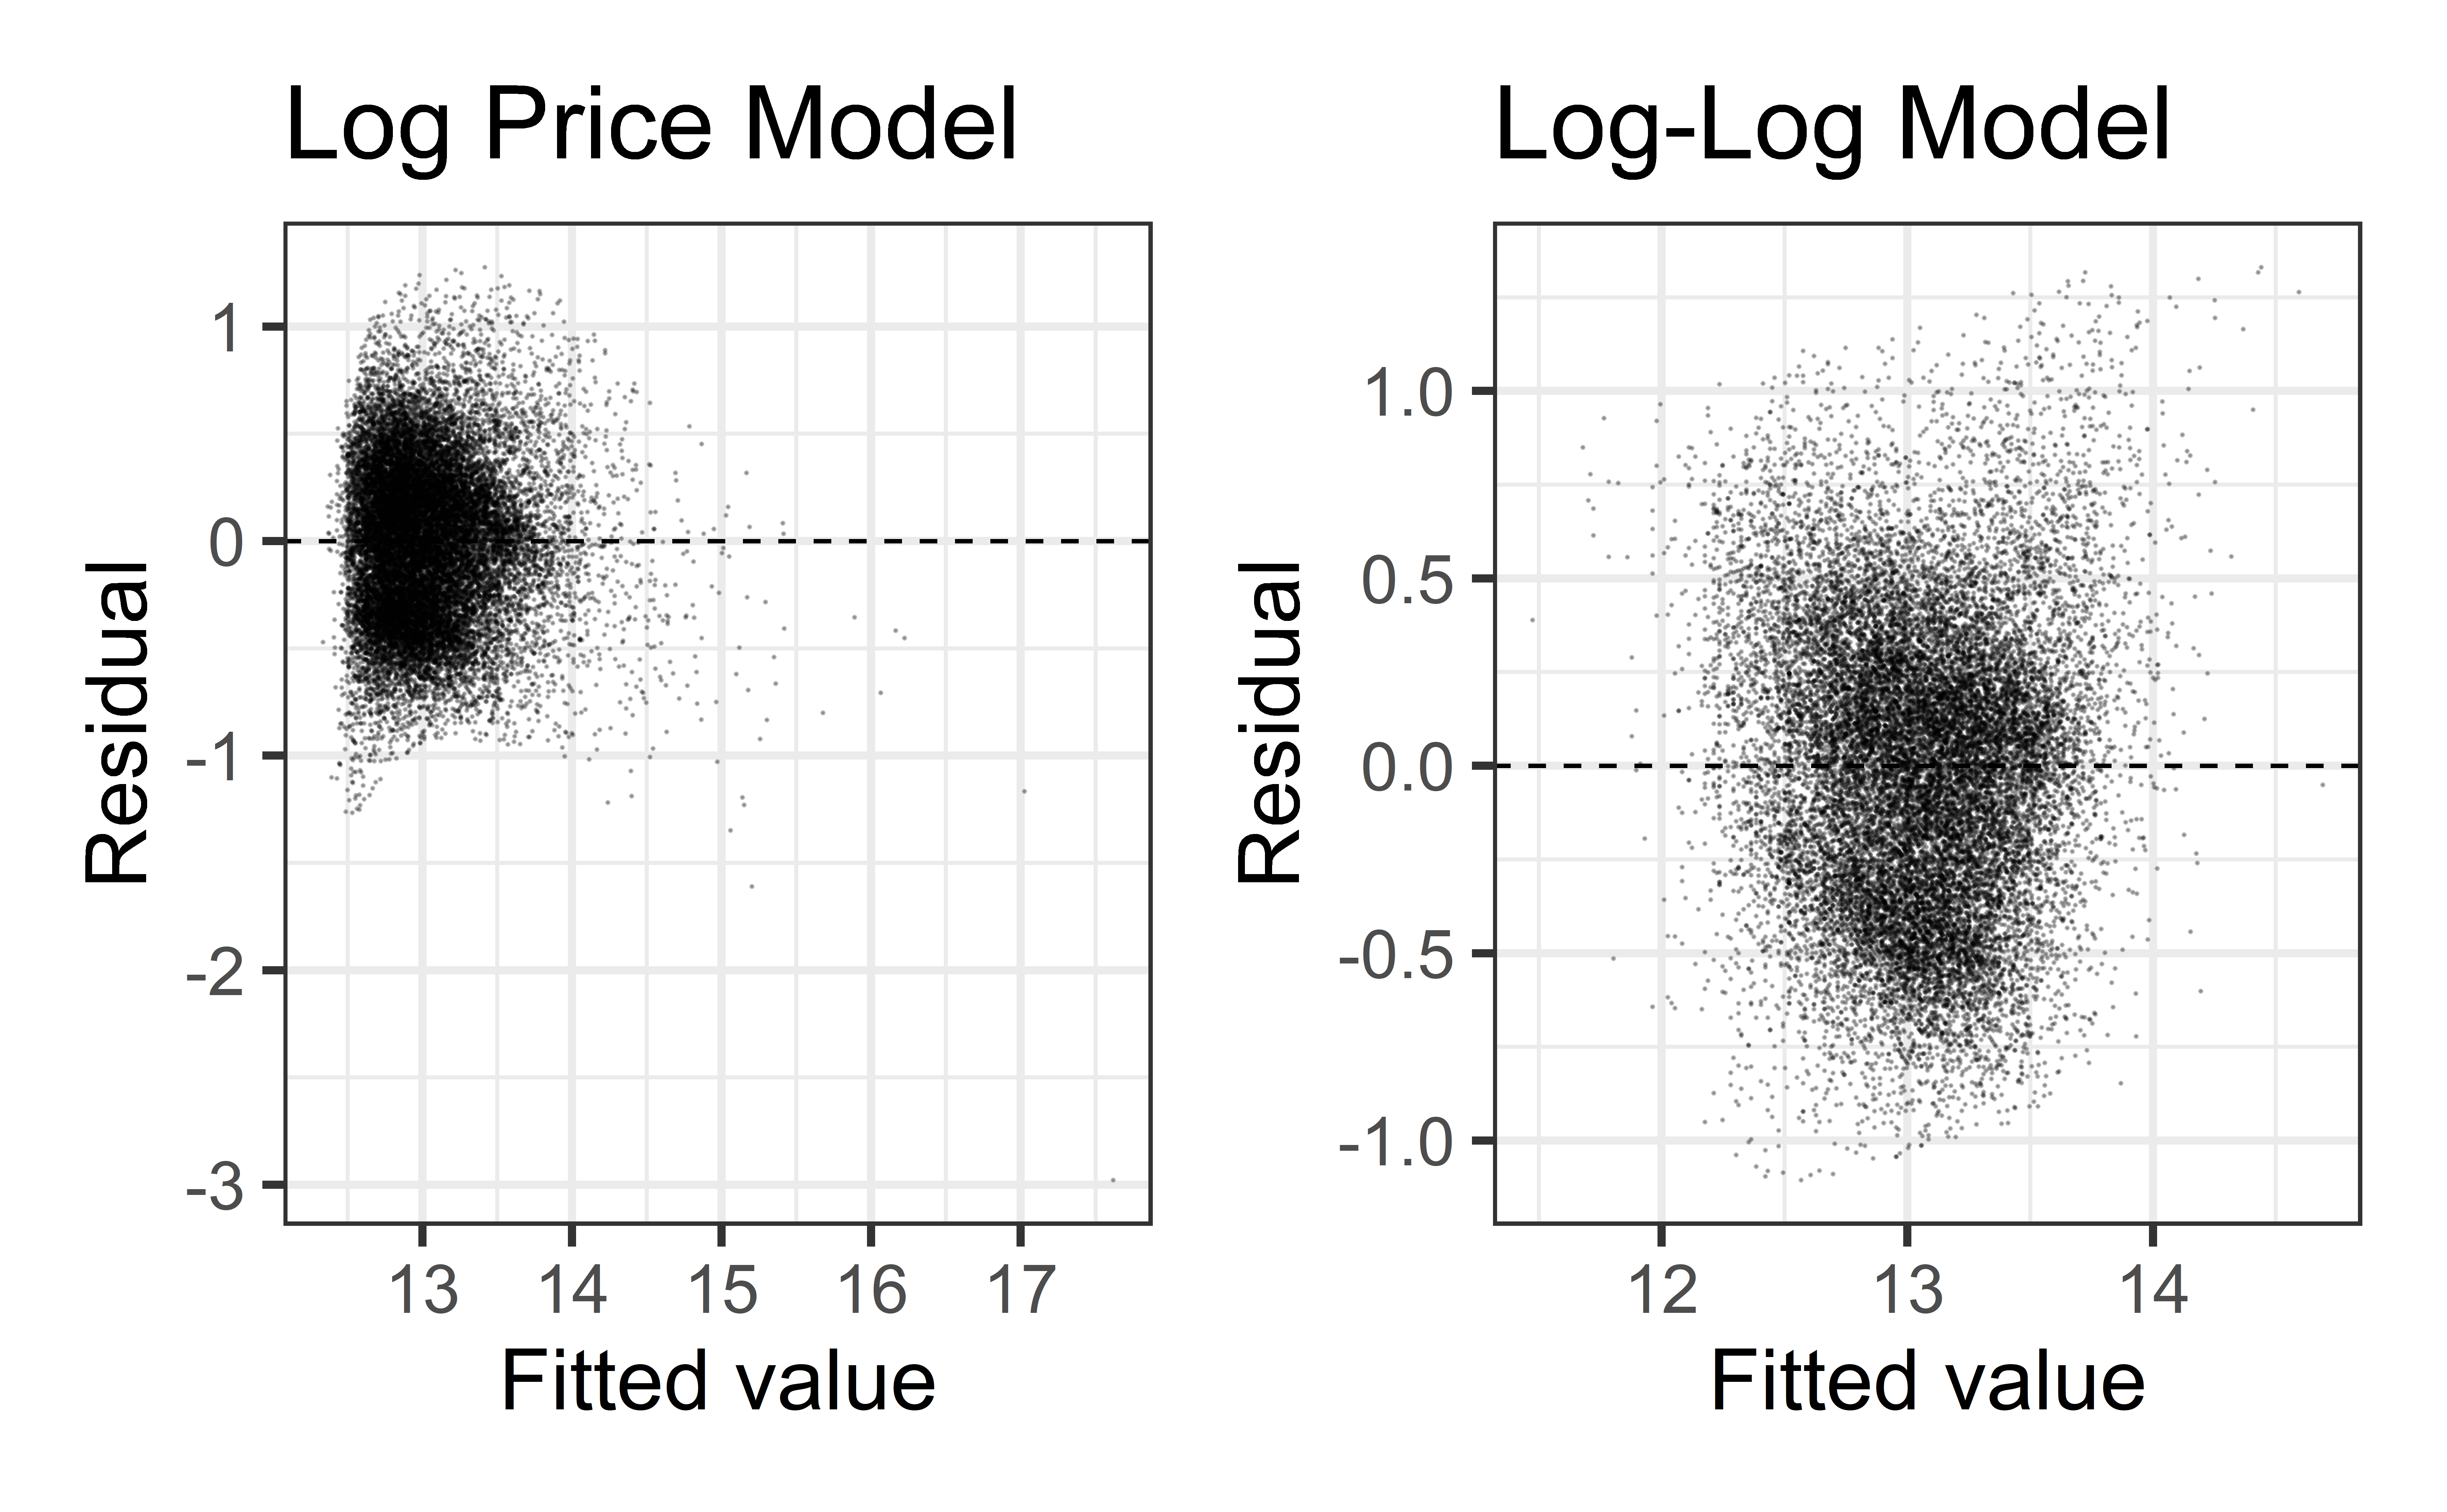 Log Price Model
Residual
1
0
-1
-2
-3
13 14 15 16 17
Fitted value
Log-Log Model
Residual
1.0
0.5
0.0
-0.5
-1.0
12 13 14
Fitted value